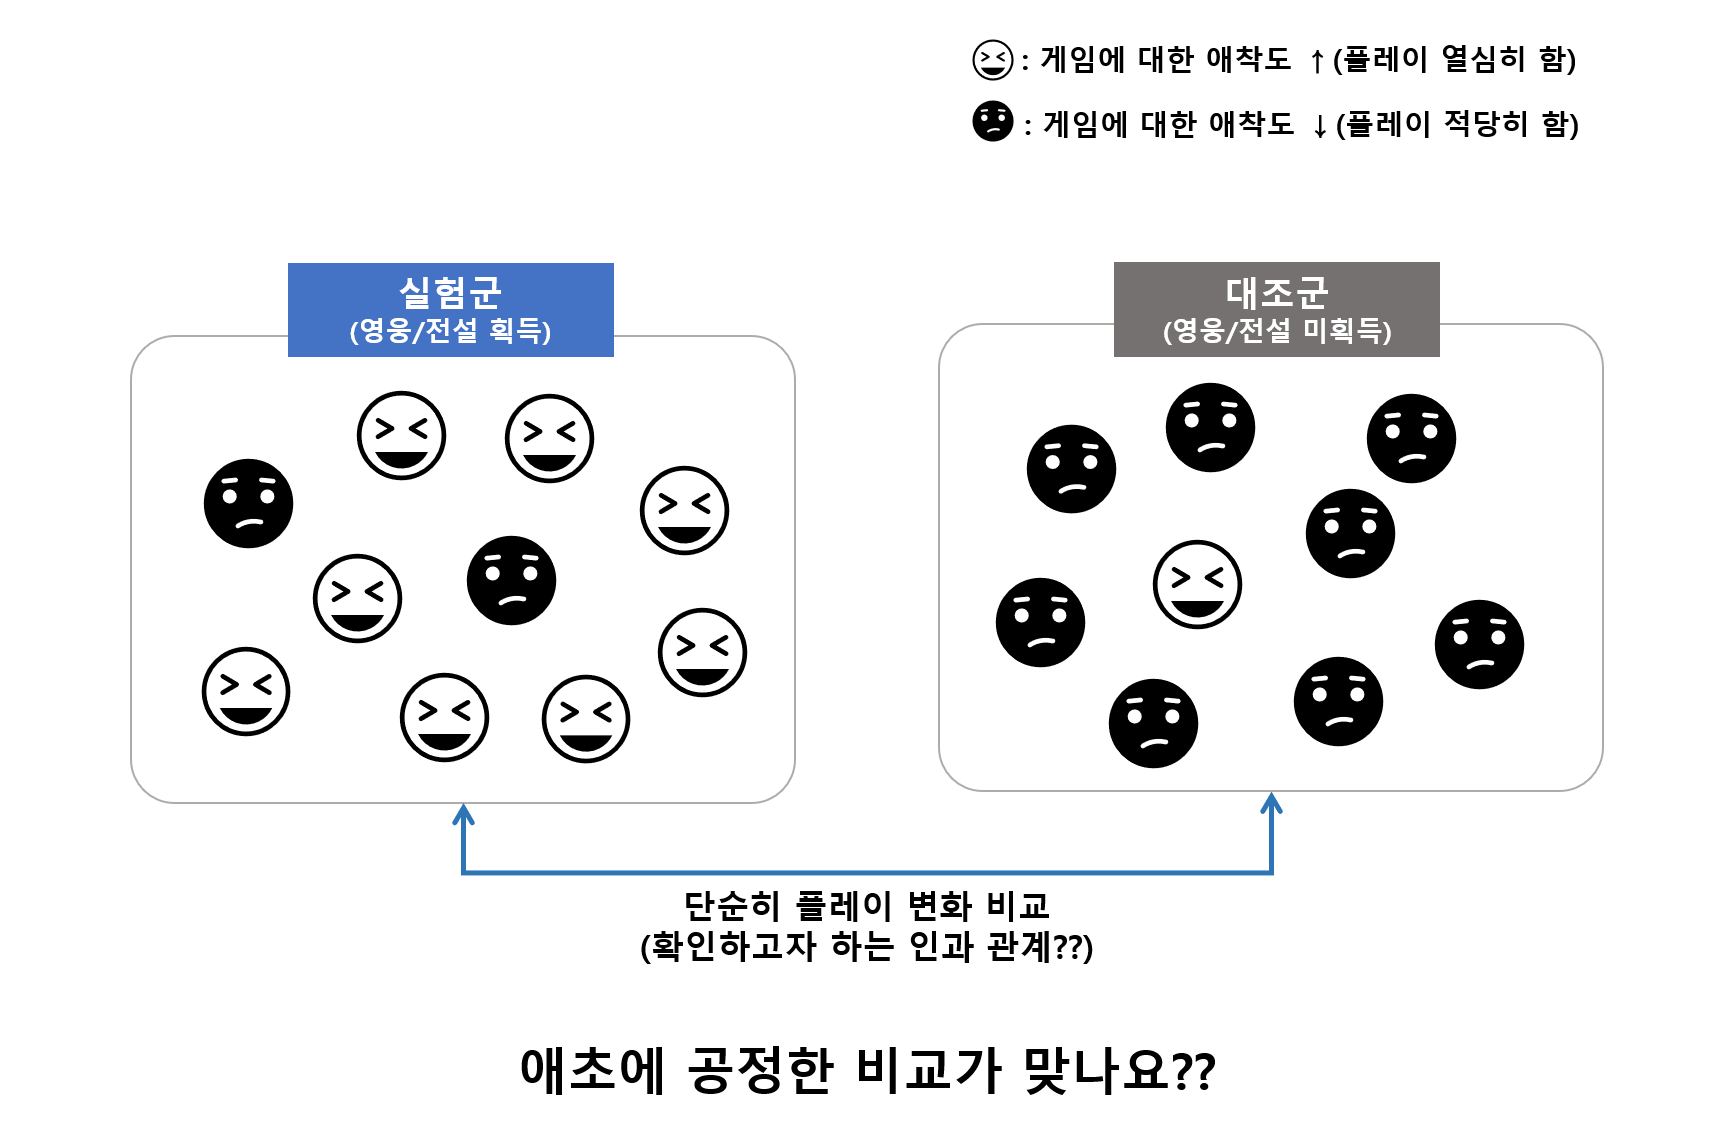 : 게임에 대한 애착도 ↑(플레이 열심히 함)
: 게임에 대한 애착도 ↓(플레이 적당히 함)
실험군
(영웅/전설 획득)
대조군
(영웅/전설 미획득)
단순히 플레이 변화 비교
(확인하고자 하는 인과 관계??)
애초에 공정한 비교가 맞나요??